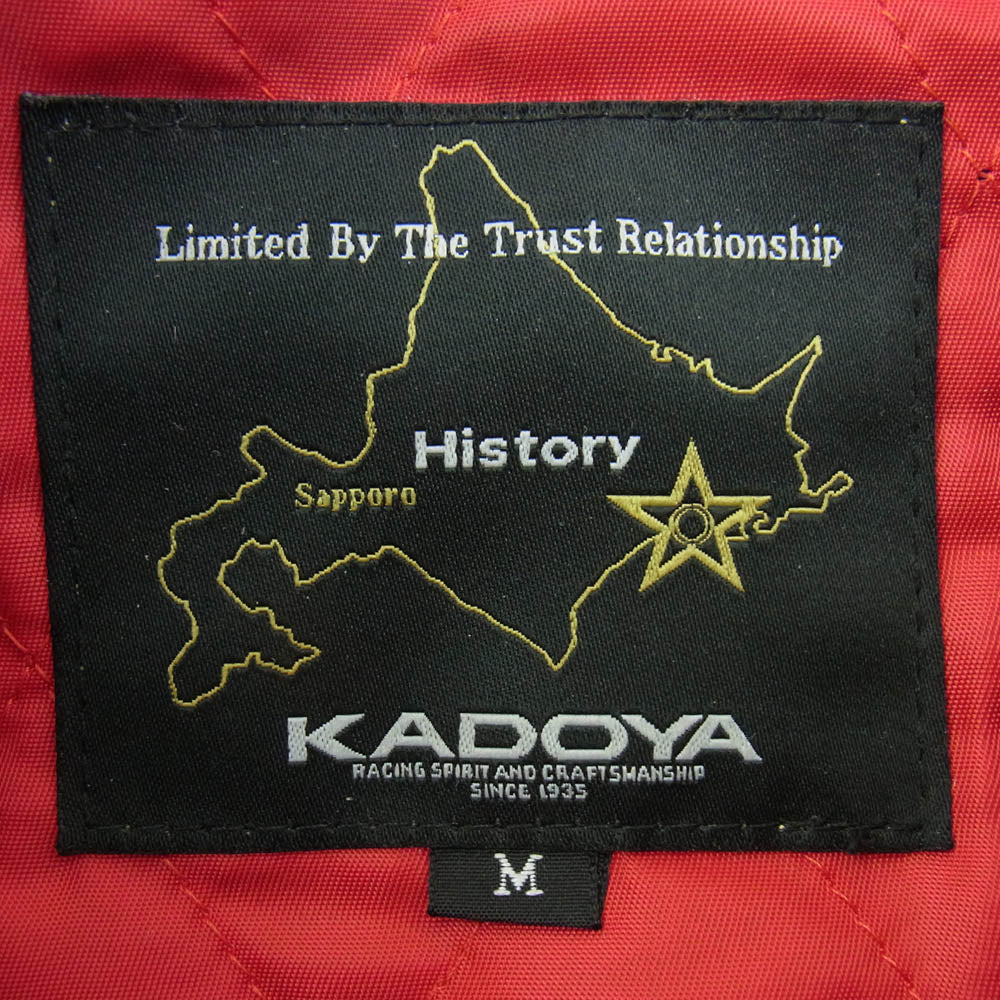 Limited By The Trust Relationship
History
Sapporo
KADOYA
RACING SPIRIT AND CRAFTSMANSHIP
SINCE 1935
M